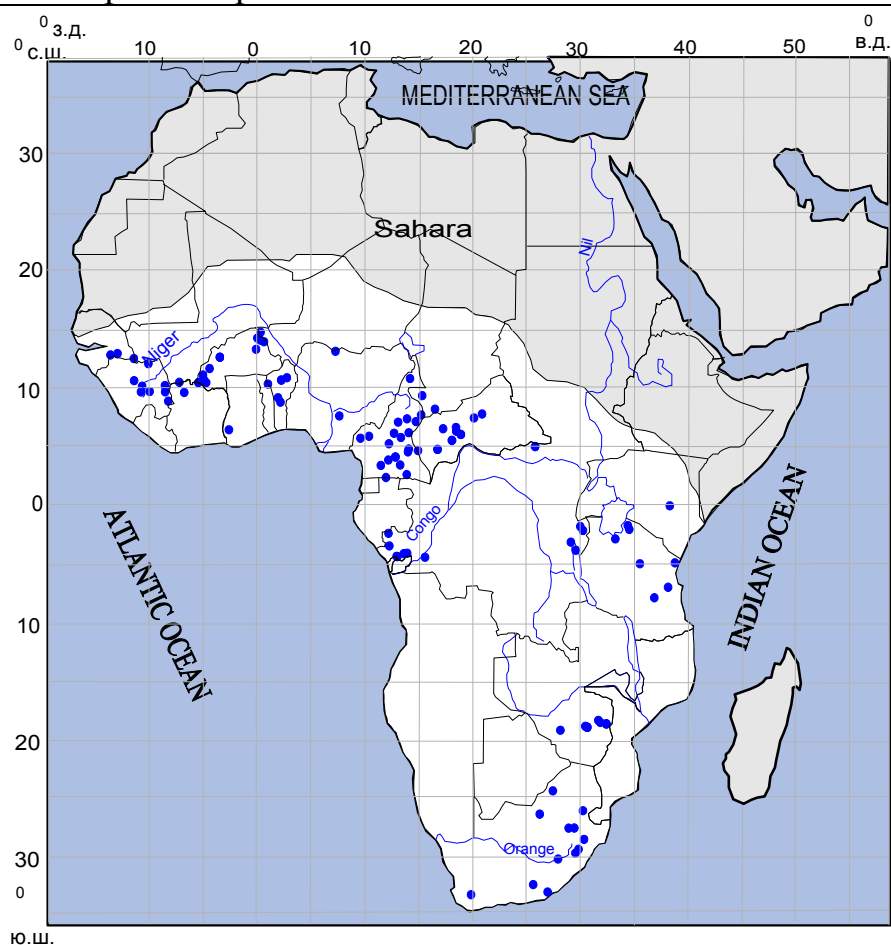 0 з.д.
0
0 с.ш.
10 0 10 20 30 40 50 в.д.
MEDITERRANEAN SEA
30
Sahara
Nil
20
Niger
10
0
Congo
ATLANTIC OCEAN
INDIAN OCEAN
10
20
Orange
30
0
ю.ш.